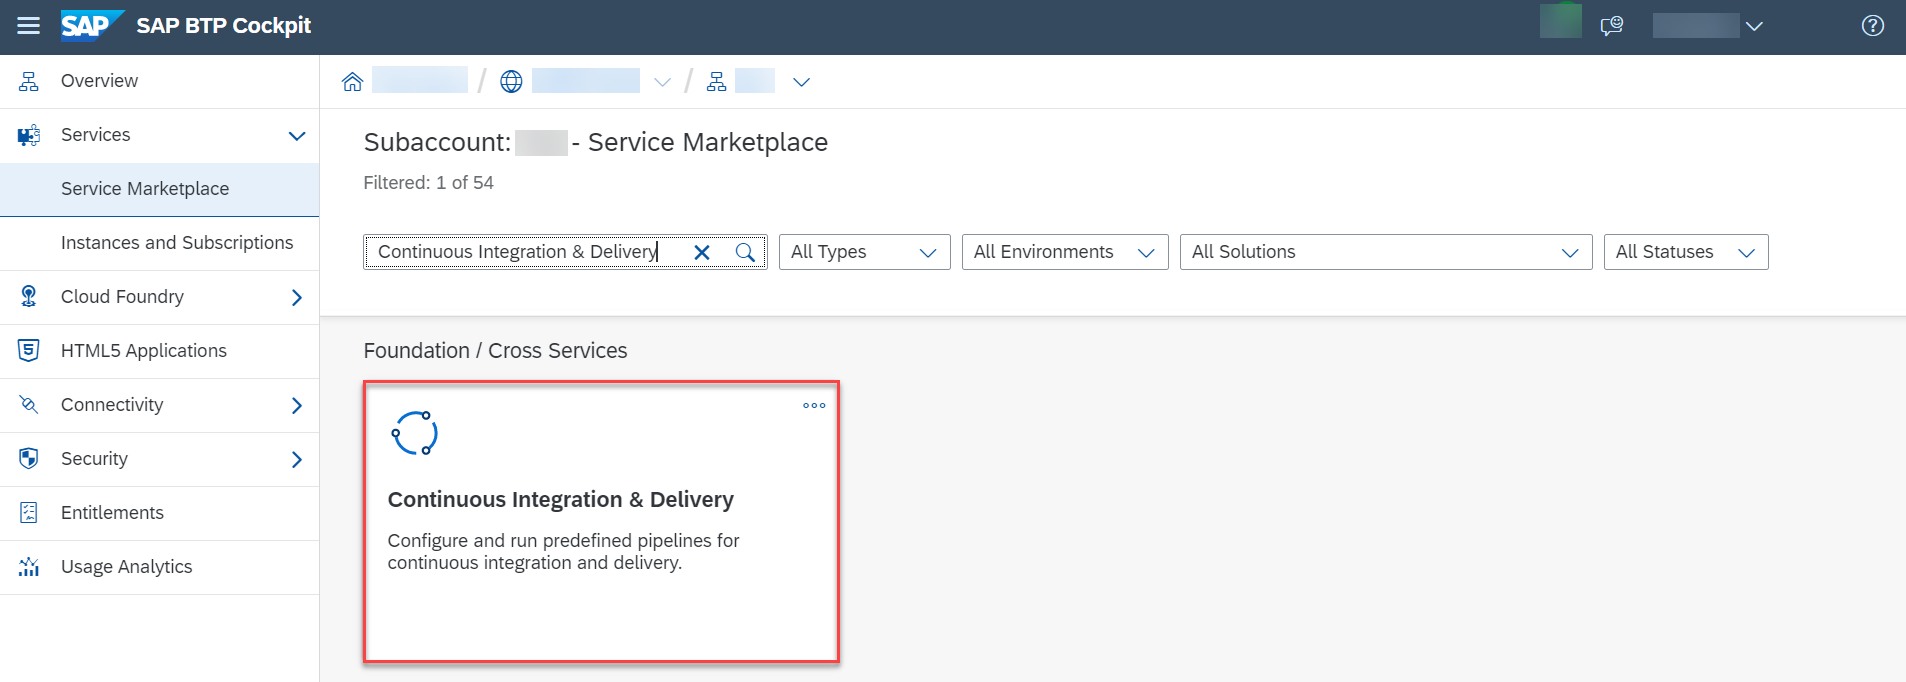 SAP SAP BTP Cockpit
Overview
Services
Service Marketplace
Instances and Subscriptions
Cloud Foundry
HTML5 Applications
Connectivity
Security
Entitlements
Usage Analytics
Subaccount: - Service Marketplace
Filtered: 1 of 54
Continuous Integration & Delivery
All Types
All Environments
All Solutions
All Statuses
Foundation / Cross Services
Continuous Integration & Delivery
Configure and run predefined pipelines for
continuous integration and delivery.